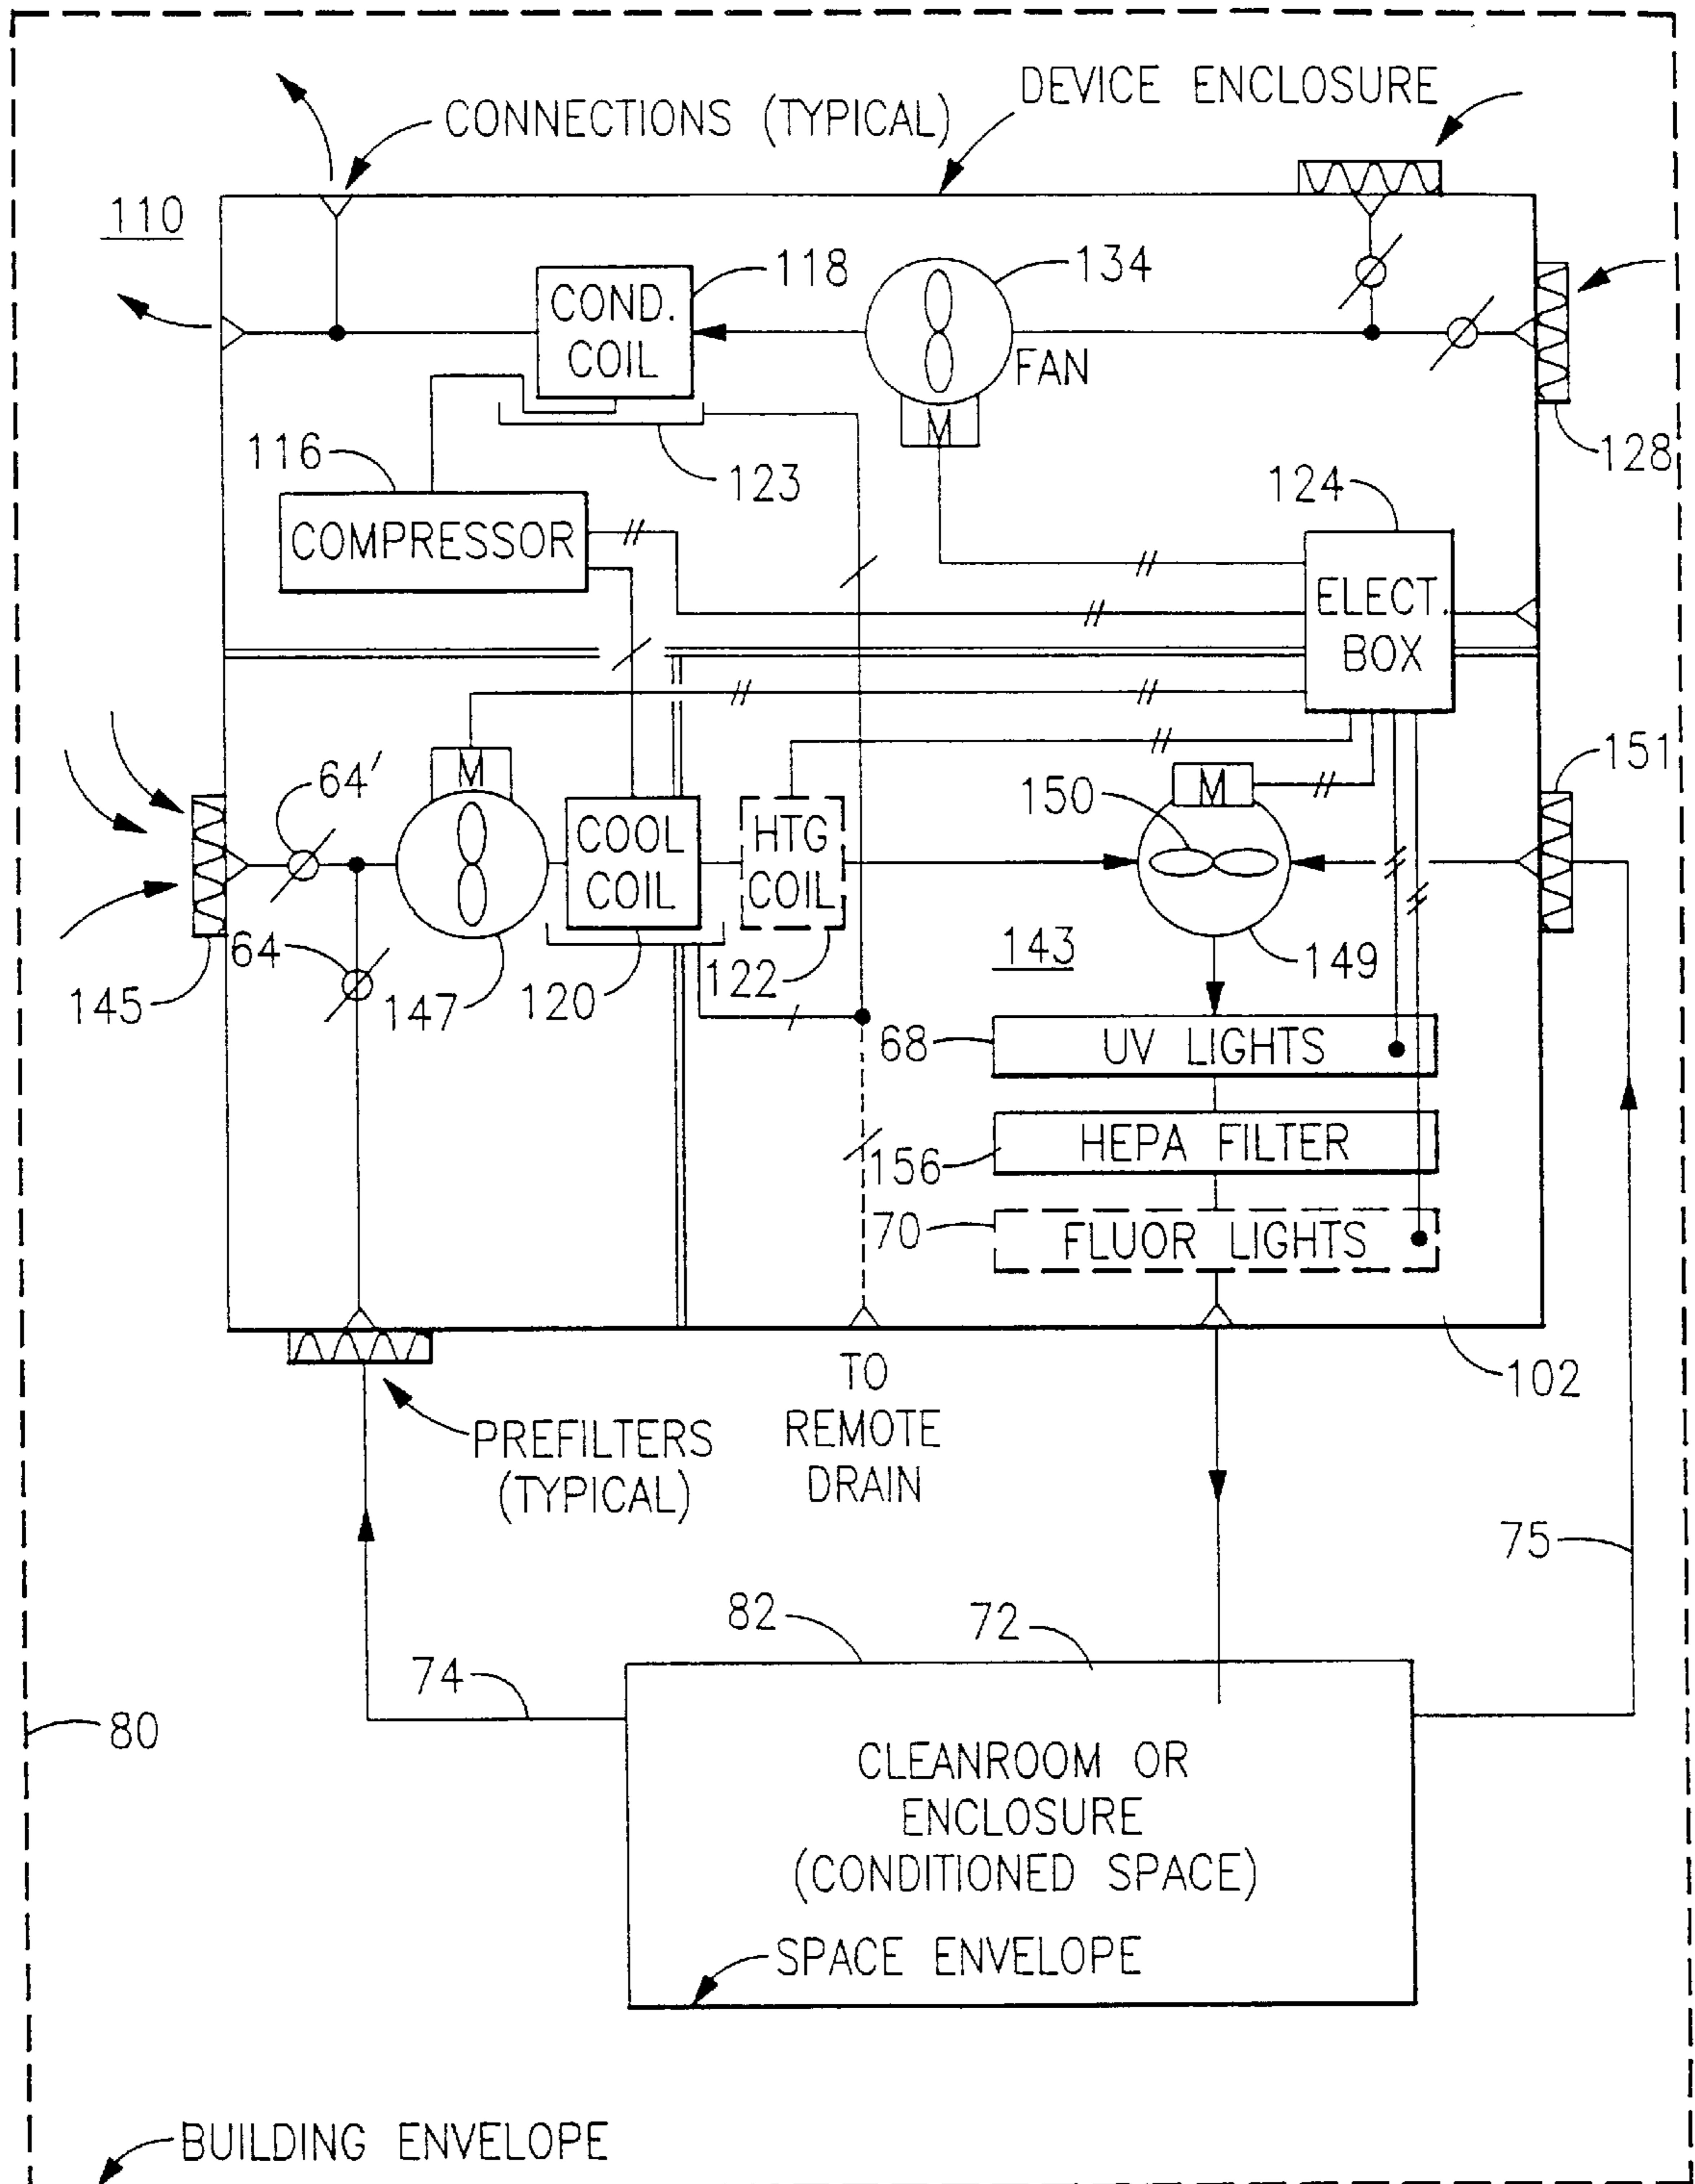 DEVICE ENCLOSURE
CONNECTIONS (TYPICAL)
110
118
134
COND.
COIL
FAN
M
128
116
123
124
COMPRESSOR
ELECT.
BOX
151
64'
M
M
150
COOL
COIL
HTG
COIL
64
143
149
145
147
120
122
68
UV LIGHTS
156
HEPA FILTER
70
FLUOR LIGHTS
102
TO
REMOTE
DRAIN
PREFILTERS
(TYPICAL)
75
82
72
74
80
CLEANROOM OR
ENCLOSURE
(CONDITIONED SPACE)
SPACE ENVELOPE
BUILDING ENVELOPE